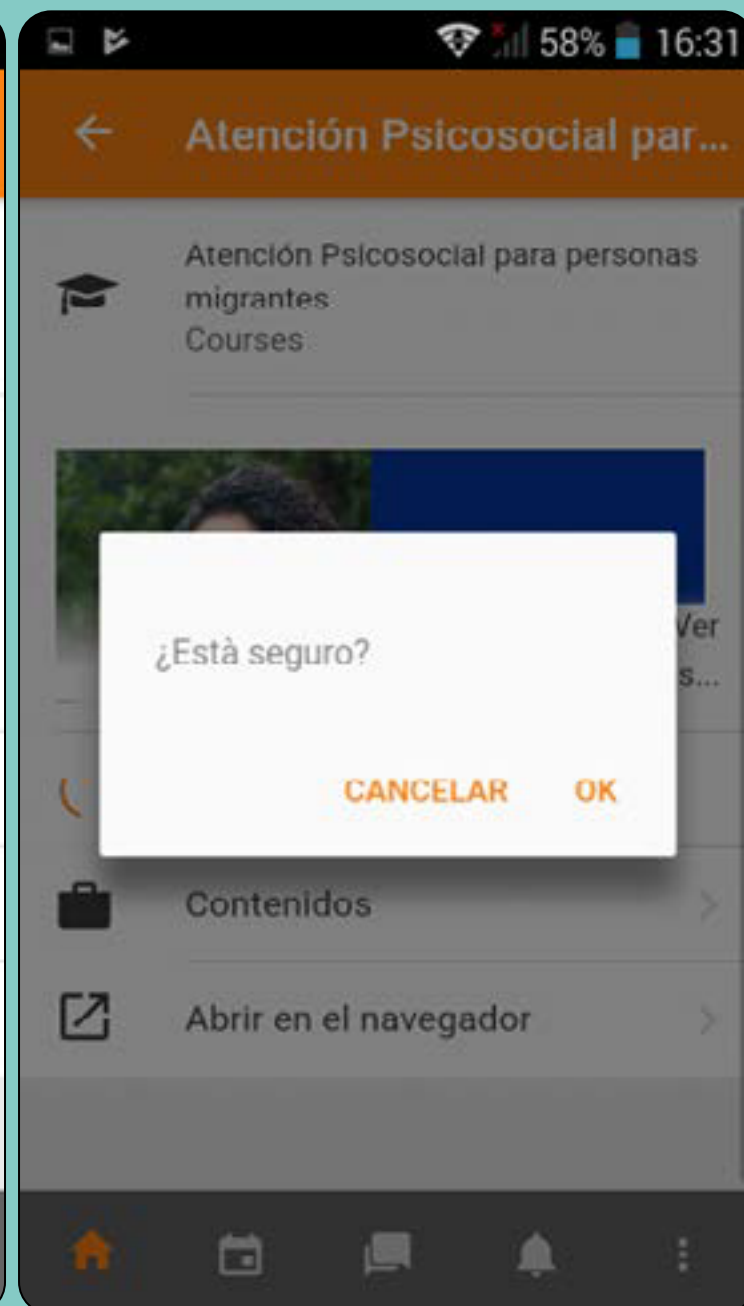 58% 16:31
Atención Psicosocial par...
Atención Psicosocial para personas
migrantes
Courses
Ver
s...
¿Està seguro?
CANCELAR OK
Contenidos
Abrir en el navegador